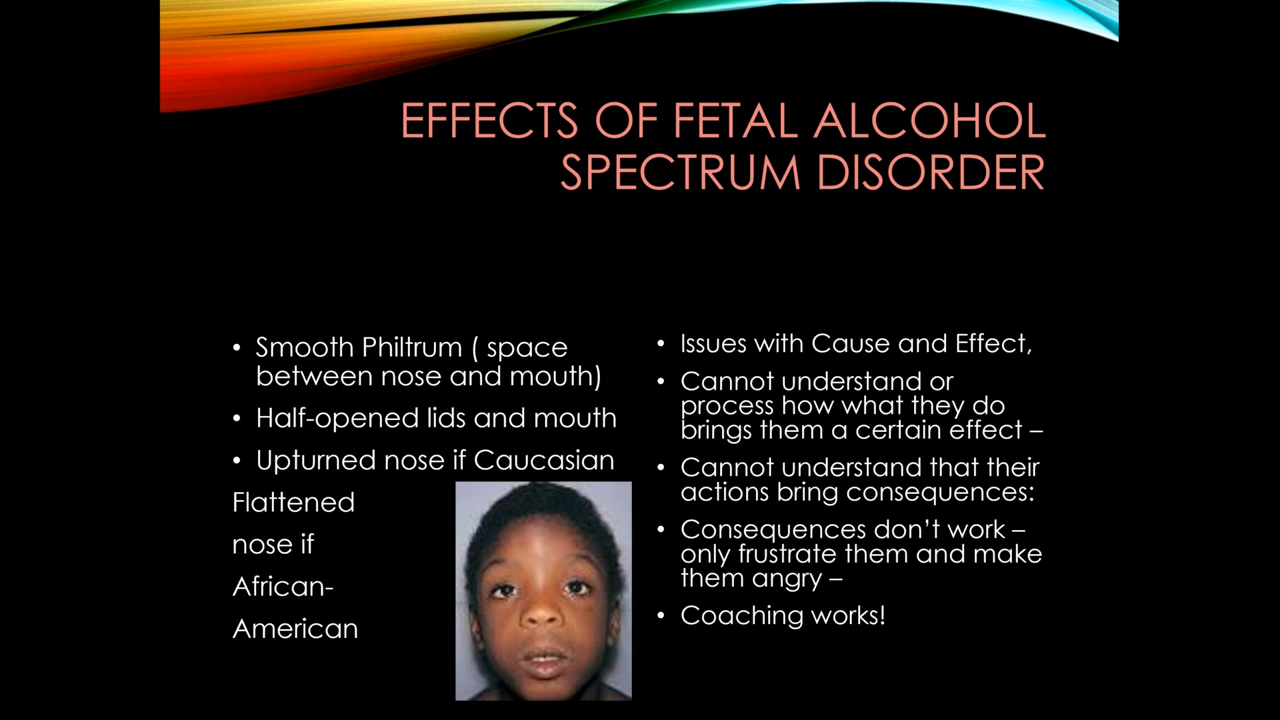 EFFECTS OF FETAL ALCOHOL
SPECTRUM DISORDER
• Smooth Philtrum ( space
between nose and mouth)
• Half-opened lids and mouth
• Upturned nose if Caucasian
Flattened
nose if
African-
American
• Issues with Cause and Effect,
• Cannot understand or
process how what they do
brings them a certain effect –
• Cannot understand that their
actions bring consequences:
• Consequences don’t work –
only frustrate them and make
them angry –
• Coaching works!